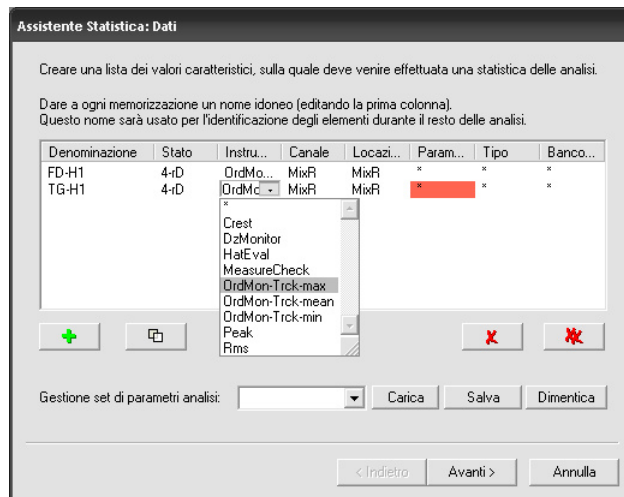 Assistente Statistica: Dati
Creare una lista dei valori caratteristici, sulla quale deve venire effettuata una statistica delle analisi.
Dare a ogni memorizzazione un nome idoneo (editando la prima colonna).
Questo nome sarà usato per l'identificazione degli elementi durante il resto delle analisi.
Denominazione Stato Instru... Canale Locazi... Param... Tipo Banco...
FD-H1 4-rD OrdMo... MixR MixR * * *
TG-H1 4-rD OrdMc MixR MixR * * *
*
Crest
DzMonitor
HatEval
MeasureCheck
OrdMon-Trck-max
OrdMon-Trck-mean
OrdMon-Trck-min
Peak
Rms
Gestione set di parametri analisi: Carica Salva Dimentica
< Indietro Avanti > Annulla